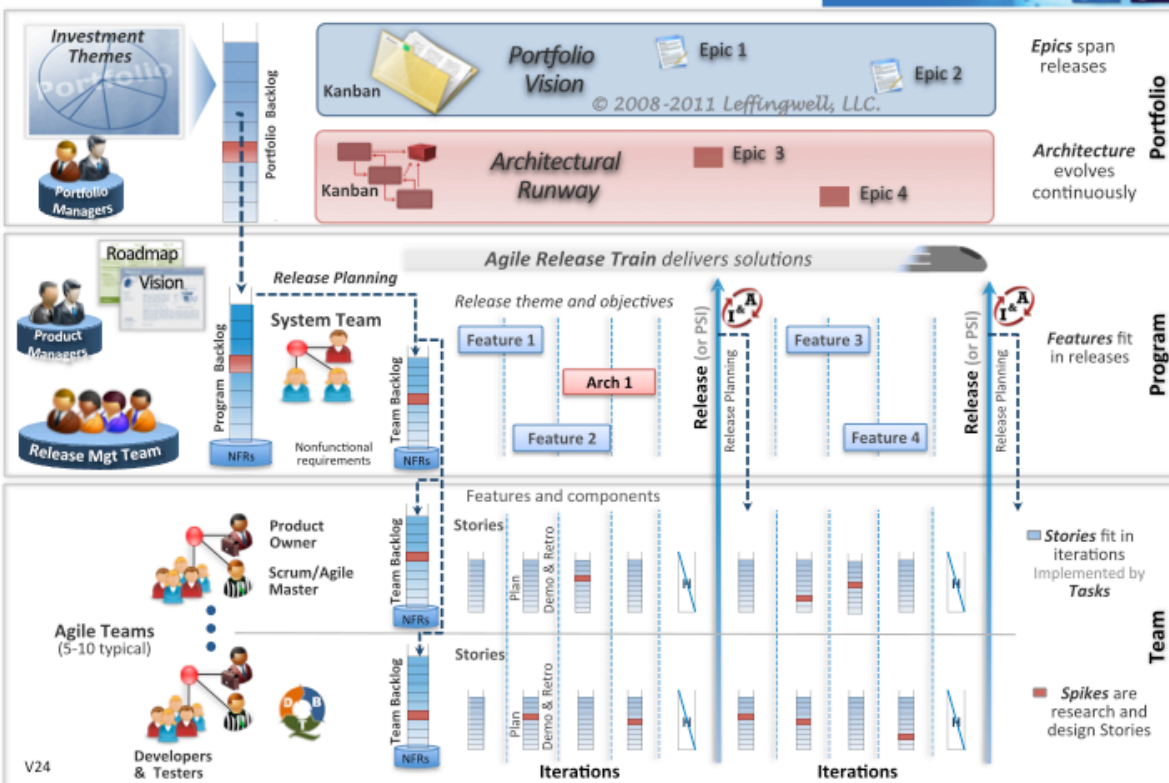 Investment
Themes
Portfolio
Portfolio
Managers
Portfolio Backlog
Kanban
Portfolio
Vision
Epic 1
Epic 2
© 2008-2011 Leffingwell, LLC.
Kanban
Architectural
Runway
Epic 3
Epic 4
Epics span
releases
Architecture
evolves
continuously
Portfolio
Roadmap
Vision
Product
Managers
Release Mgt Team
Program Backlog
NFRs
Release Planning
System Team
Nonfunctional
requirements
Team Backlog
NFRs
Agile Release Train delivers solutions
Release theme and objectives
Feature 1
Arch 1
Feature 2
Release (or PSI)
I & A
Release Planning
Feature 3
Feature 4
Release (or PSI)
I & A
Release Planning
Features fit
in releases
Program
Features and components
Product
Owner
Scrum/Agile
Master
Agile Teams
(5-10 typical)
Developers
& Testers
D B T
Team Backlog
NFRs
Stories
Plan
Demo & Retro
H
H
Team Backlog
NFRs
Stories
Plan
Demo & Retro
H
H
Iterations
Iterations
Stories fit in
iterations
Implemented by
Tasks
Spikes are
research and
design Stories
Team
V24